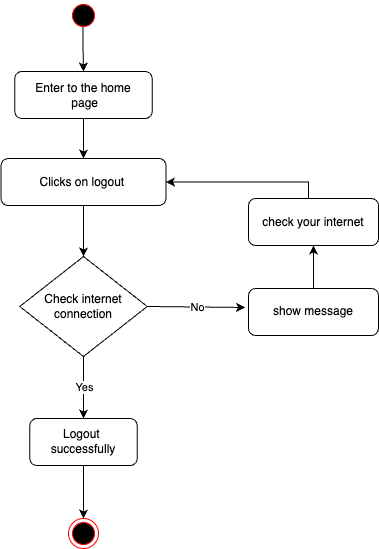 Enter to the home
page
Clicks on logout
check your internet
Check internet
connection
No
show message
Yes
Logout
successfully